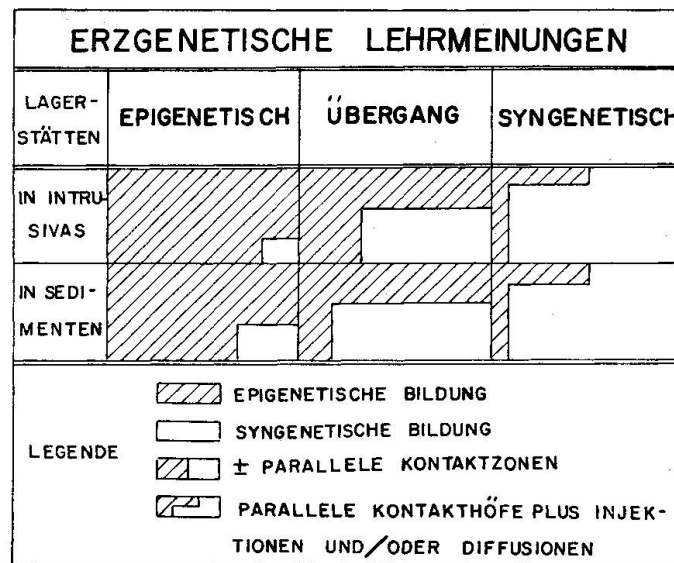 ERZGENETISCHE LEHRMEINUNGEN
LAGER-
STÄTTEN
EPIGENETISCH
ÜBERGANG
SYNGENETISCH
IN INTRU-
SIVAS
IN SEDI-
MENTEN
LEGENDE
EPIGENETISCHE BILDUNG
SYNGENETISCHE BILDUNG
± PARALLELE KONTAKTZONEN
PARALLELE KONTAKTHÖFE PLUS INJEK-
TIONEN UND/ODER DIFFUSIONEN